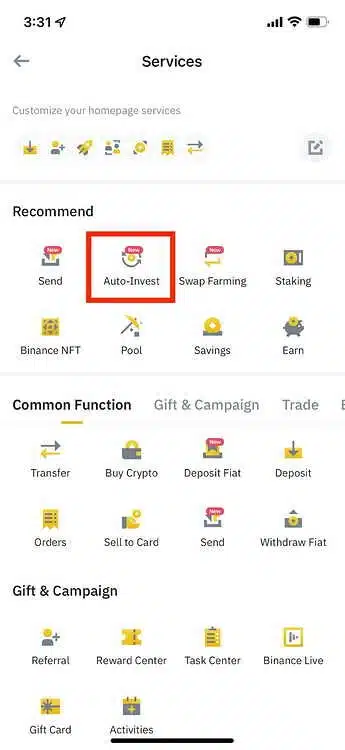 3:31
Services
Customize your homepage services
Recommend
New New New
Send Auto-Invest Swap Farming Staking
Binance NFT Pool Savings Earn
Common Function Gift & Campaign Trade
New New
Transfer Buy Crypto Deposit Fiat Deposit
Orders Sell to Card Send Withdraw Fiat
Gift & Campaign
Referral Reward Center Task Center Binance Live
Gift Card Activities